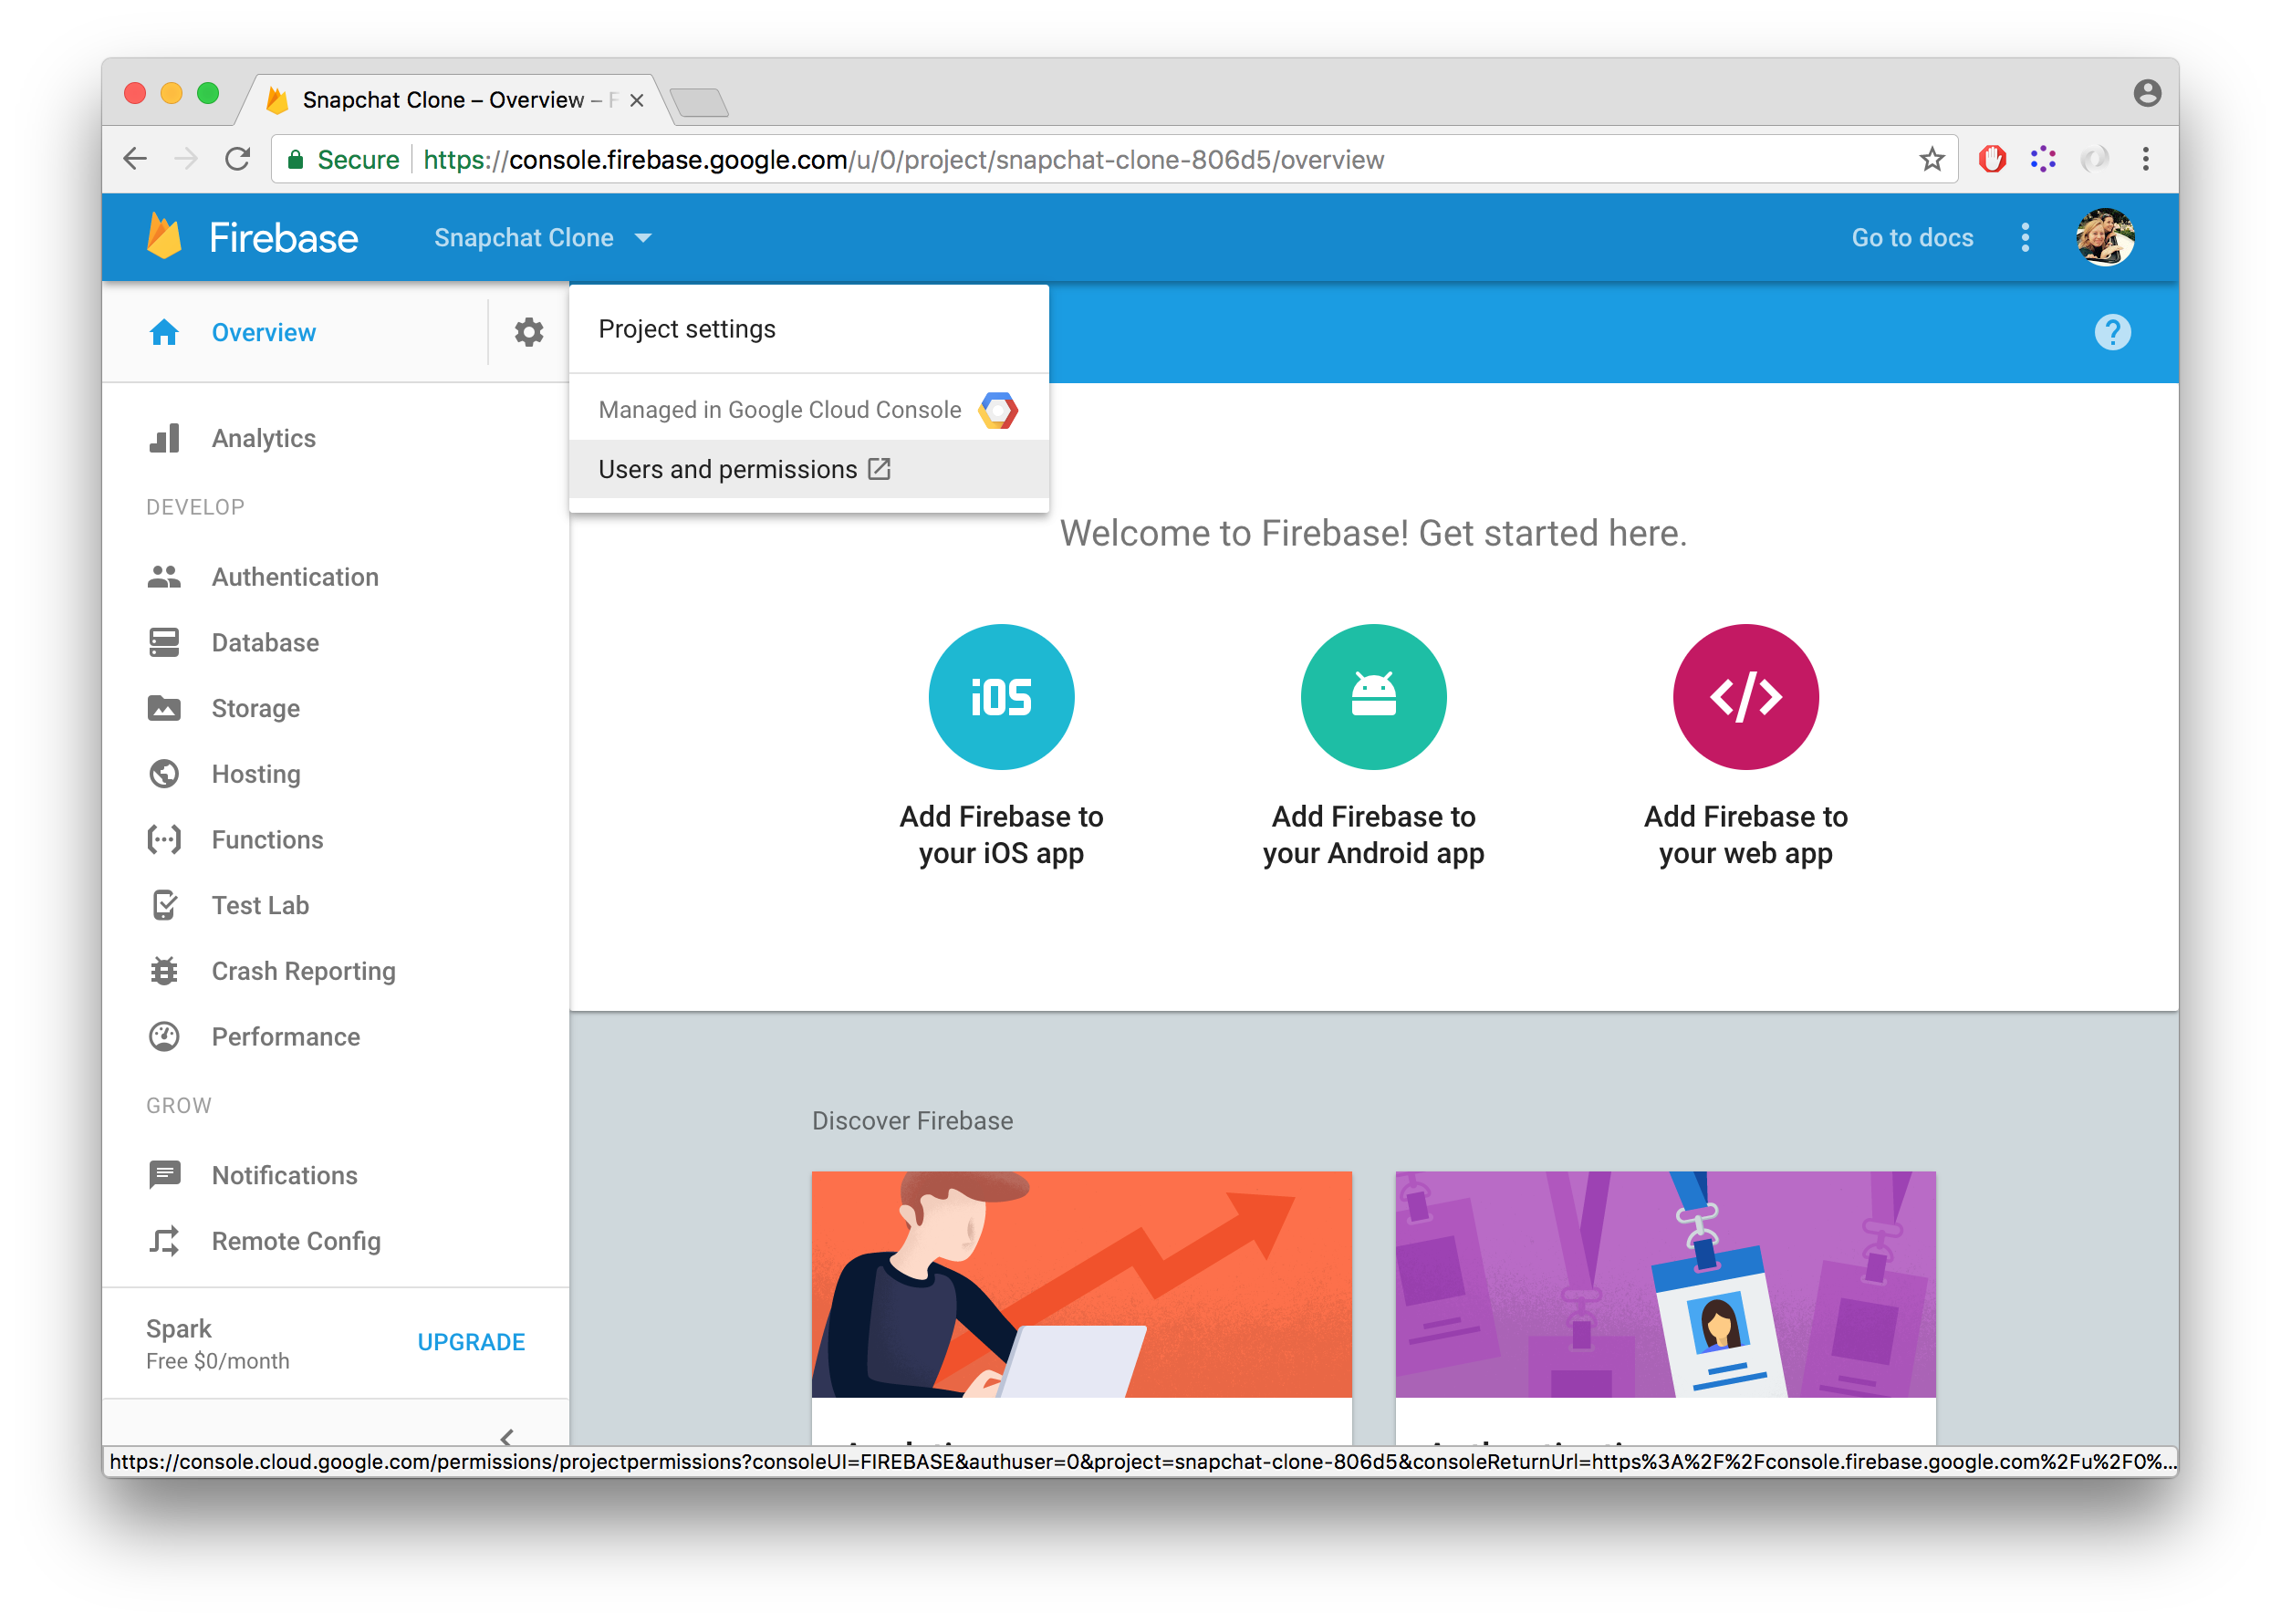 Snapchat Clone – Overview – F
Secure https://console.firebase.google.com/u/0/project/snapchat-clone-806d5/overview
Firebase
Snapchat Clone
Go to docs
Overview
Project settings
Managed in Google Cloud Console
Users and permissions
Analytics
DEVELOP
Authentication
Database
Storage
Hosting
Functions
Test Lab
Crash Reporting
Performance
GROW
Notifications
Remote Config
Spark
Free $0/month
UPGRADE
Welcome to Firebase! Get started here.
iOS
Add Firebase to
your iOS app
Add Firebase to
your Android app
Add Firebase to
your web app
Discover Firebase
https://console.cloud.google.com/permissions/projectpermissions?consoleUI=FIREBASE&authuser=0&project=snapchat-clone-806d5&consoleReturnUrl=https%3A%2F%2Fconsole.firebase.google.com%2Fu%2F0%...